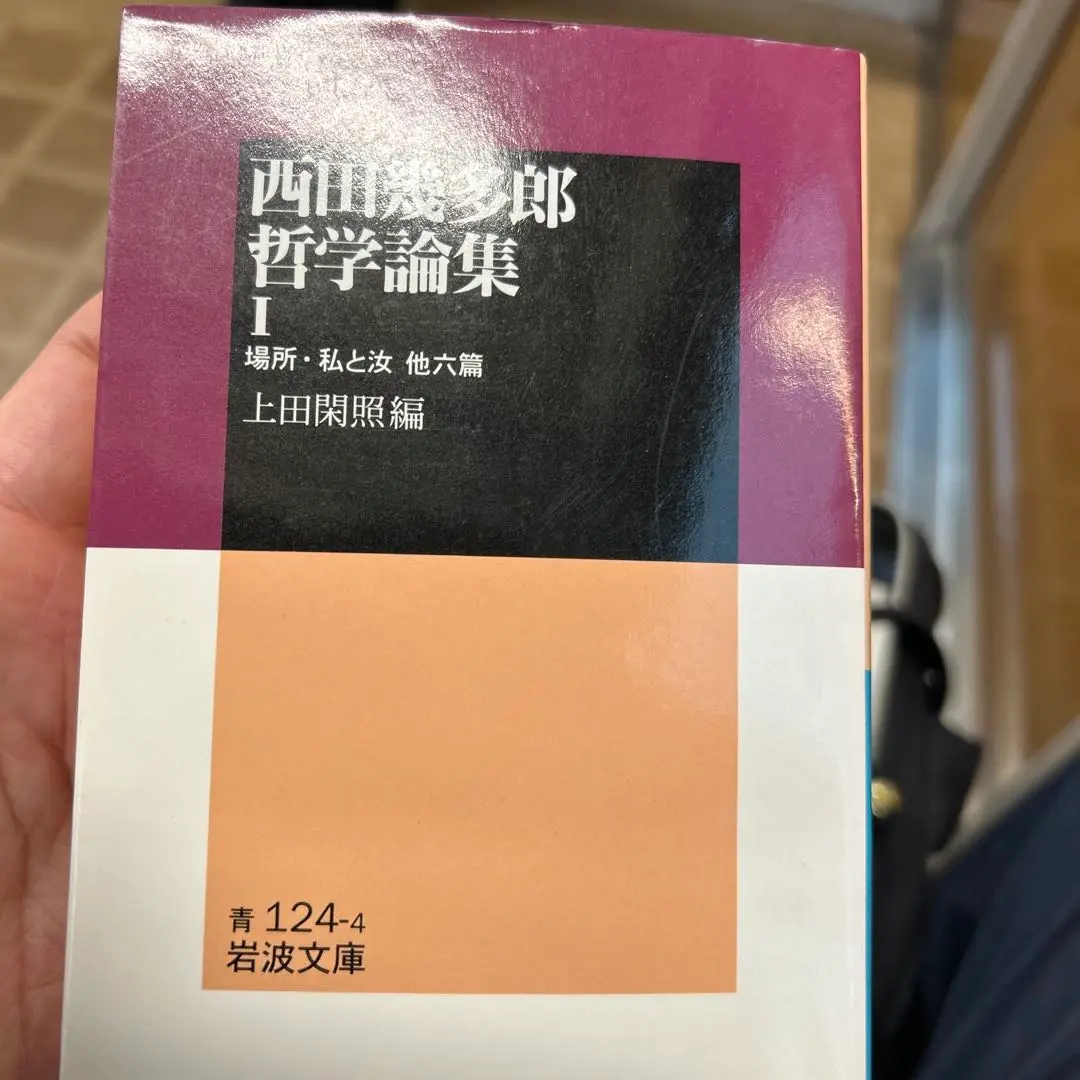 西田幾多郎
哲学論集
I
場所・私と汝 他六篇
上田閑照編
青 124-4
岩波文庫